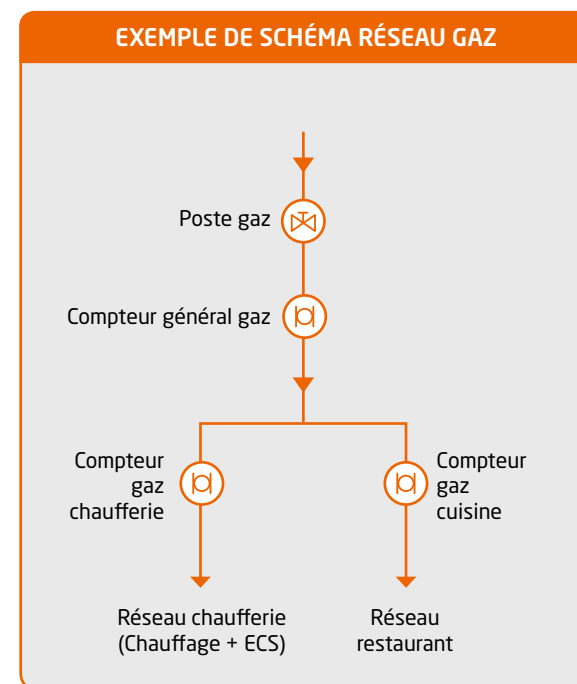 EXEMPLE DE SCHÉMA RÉSEAU GAZ
Poste gaz
Compteur général gaz
Compteur
gaz
chaufferie
Compteur
gaz
cuisine
Réseau chaufferie
(Chauffage + ECS)
Réseau
restaurant